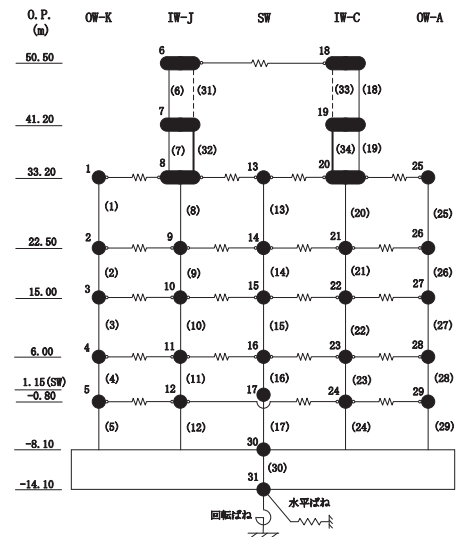 O.P. OW-K IW-J SW IW-C OW-A
(m)
50.50 6 18
(6) (31) (33) (18)
41.20 7 19
(7) (32) (34) (19)
33.20 1 8 13 20 25
(1) (8) (13) (20) (25)
22.50 2 9 14 21 26
(2) (9) (14) (21) (26)
15.00 3 10 15 22 27
(3) (10) (15) (22) (27)
6.00 4 11 16 23 28
(4) (11) (16) (23) (28)
1.15(SW) 17
-0.80 5 12 24 29
(5) (12) (17) (24) (29)
-8.10 30
(30)
-14.10 31
水平ばね
回転ばね